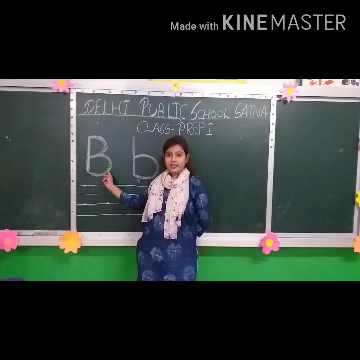 Made with KINEMASTER
DELHI PUBLIC SCHOOL SATNA
CLASS-PREP I
B b